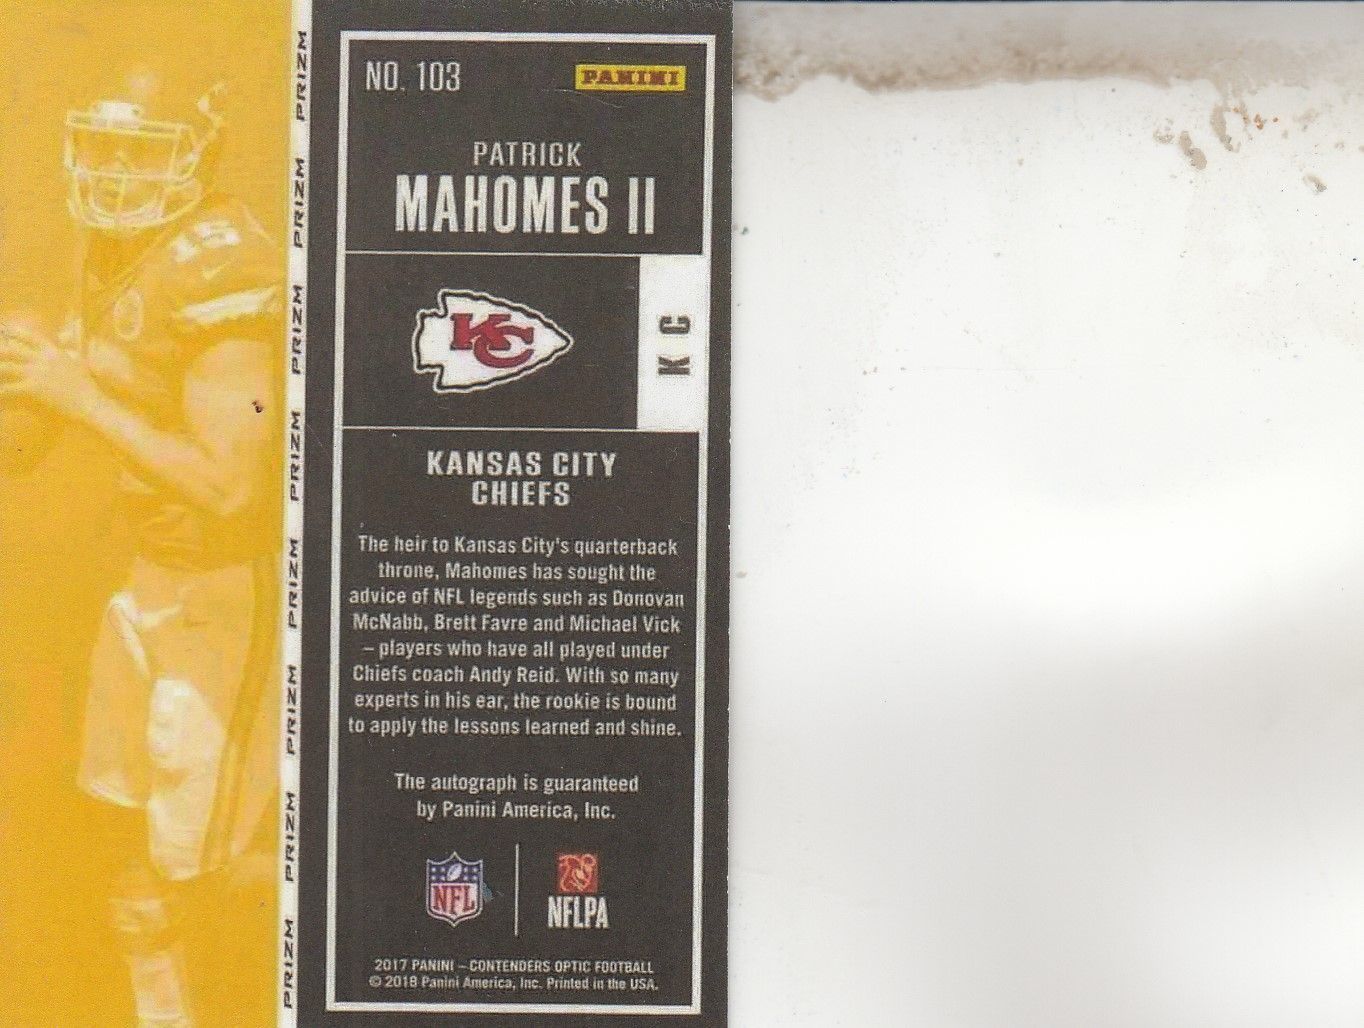 PRIZM
PRIZM
PRIZM
PRIZM
PRIZM
PRIZM
PRIZM
PRIZM
NO. 103
PANINI
PATRICK
MAHOMES II
KC
K C
KANSAS CITY
CHIEFS
The heir to Kansas City's quarterback
throne, Mahomes has sought the
advice of NFL legends such as Donovan
McNabb, Brett Favre and Michael Vick
– players who have all played under
Chiefs coach Andy Reid. With so many
experts in his ear, the rookie is bound
to apply the lessons learned and shine.
The autograph is guaranteed
by Panini America, Inc.
NFL
NFLPA
2017 PANINI – CONTENDERS OPTIC FOOTBALL
© 2018 Panini America, Inc. Printed in the USA.